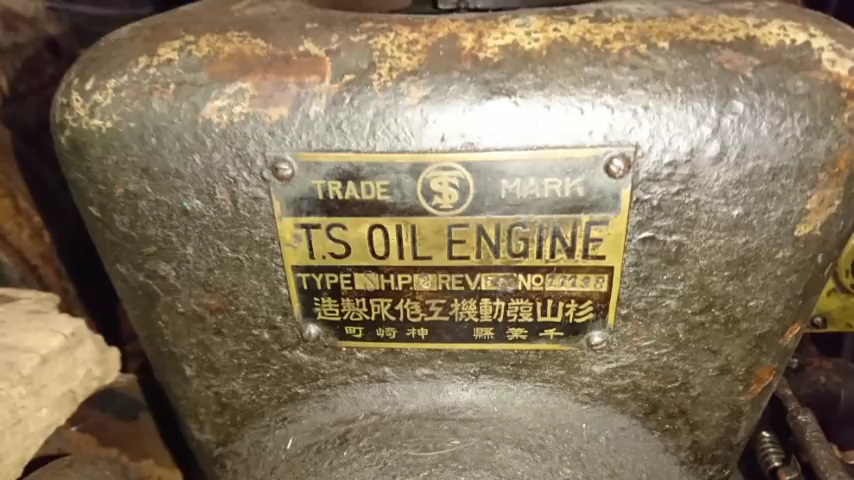 TRADE TS MARK
T.S OIL ENGINE
TYPE H.P. REV. No
杉山發動機工作所製造
千葉縣 神崎町